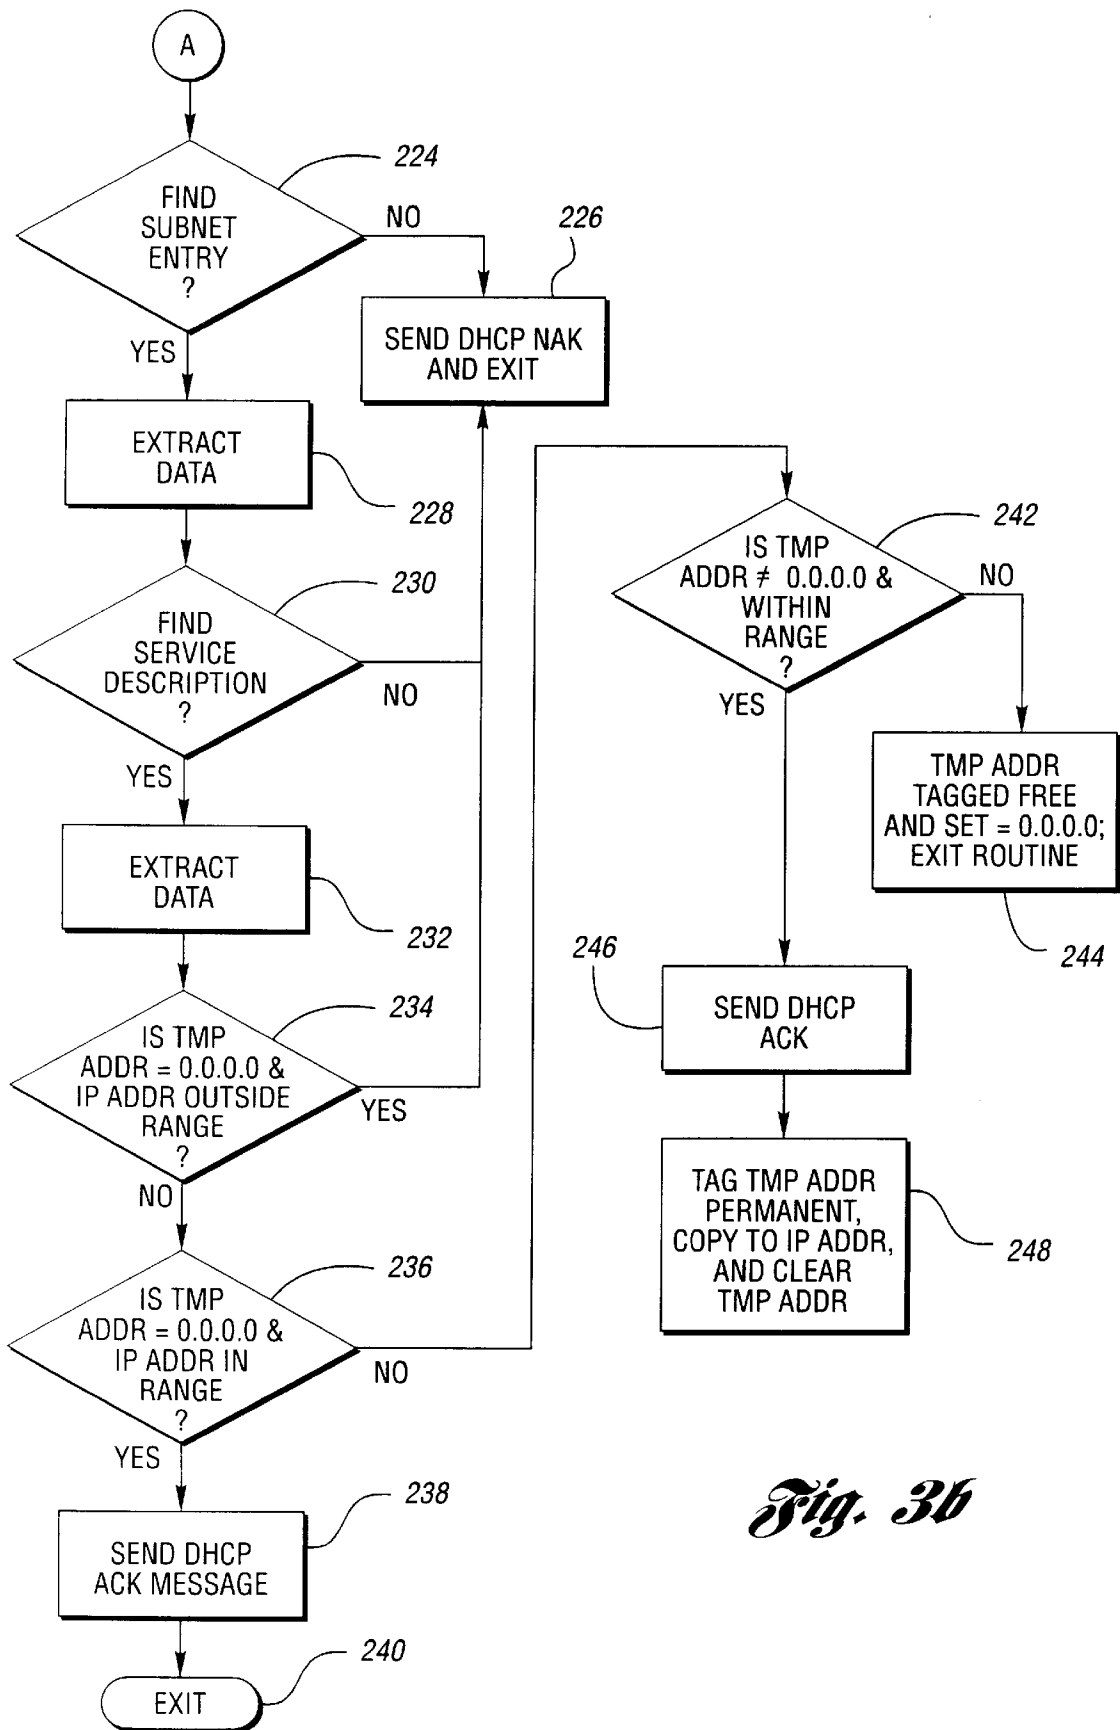 A
224
FIND
SUBNET
ENTRY
?
NO
226
SEND DHCP NAK
AND EXIT
YES
EXTRACT
DATA
228
230
FIND
SERVICE
DESCRIPTION
?
NO
YES
EXTRACT
DATA
232
234
IS TMP
ADDR = 0.0.0.0 &
IP ADDR OUTSIDE
RANGE
?
YES
NO
236
IS TMP
ADDR = 0.0.0.0 &
IP ADDR IN
RANGE
?
NO
YES
238
SEND DHCP
ACK MESSAGE
240
EXIT
242
IS TMP
ADDR ≠ 0.0.0.0 &
WITHIN
RANGE
?
NO
YES
TMP ADDR
TAGGED FREE
AND SET = 0.0.0.0;
EXIT ROUTINE
244
246
SEND DHCP
ACK
TAG TMP ADDR
PERMANENT,
COPY TO IP ADDR,
AND CLEAR
TMP ADDR
248
Fig. 3b